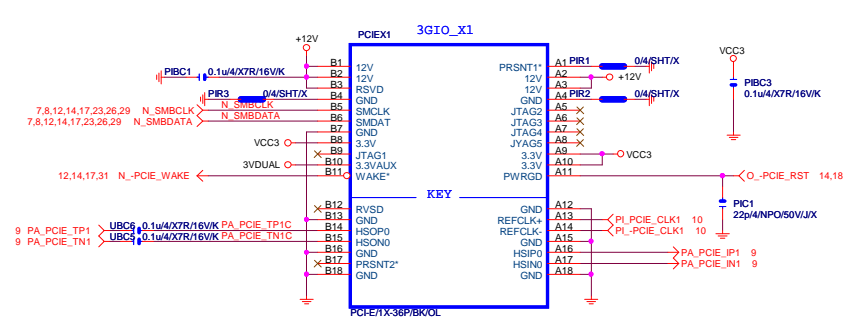 3GIO_X1
PCIEX1
+12V
PIBC1 0.1u/4/X7R/16V/K
PIR3 0/4/SHT/X
7,8,12,14,17,23,26,29 N_SMBCLK N_SMBCLK
7,8,12,14,17,23,26,29 N_SMBDATA N_SMBDATA
VCC3
3VDUAL
12,14,17,31 N_-PCIE_WAKE
9 PA_PCIE_TP1 UBC6 0.1u/4/X7R/16V/K PA_PCIE_TP1C
9 PA_PCIE_TN1 UBC5 0.1u/4/X7R/16V/K PA_PCIE_TN1C
B1 12V
B2 12V
B3 RSVD
B4 GND
B5 SMCLK
B6 SMDAT
B7 GND
B8 3.3V
B9 JTAG1
B10 3.3VAUX
B11 WAKE*
KEY
B12 RVSD
B13 GND
B14 HSOP0
B15 HSON0
B16 GND
B17 PRSNT2*
B18 GND
PRSNT1* A1 PIR1 0/4/SHT/X
12V A2 +12V
12V A3
GND A4 PIR2 0/4/SHT/X
JTAG2 A5
JTAG3 A6
JTAG4 A7
JYAG5 A8
3.3V A9 VCC3
3.3V A10
PWRGD A11 O_-PCIE_RST 14,18
GND A12
REFCLK+ A13 PI_PCIE_CLK1 10
REFCLK- A14 PI_-PCIE_CLK1 10
GND A15
HSIP0 A16 PA_PCIE_IP1 9
HSIN0 A17 PA_PCIE_IN1 9
GND A18
VCC3
PIBC3
0.1u/4/X7R/16V/K
PIC1
22p/4/NPO/50V/J/X
PCI-E/1X-36P/BK/OL